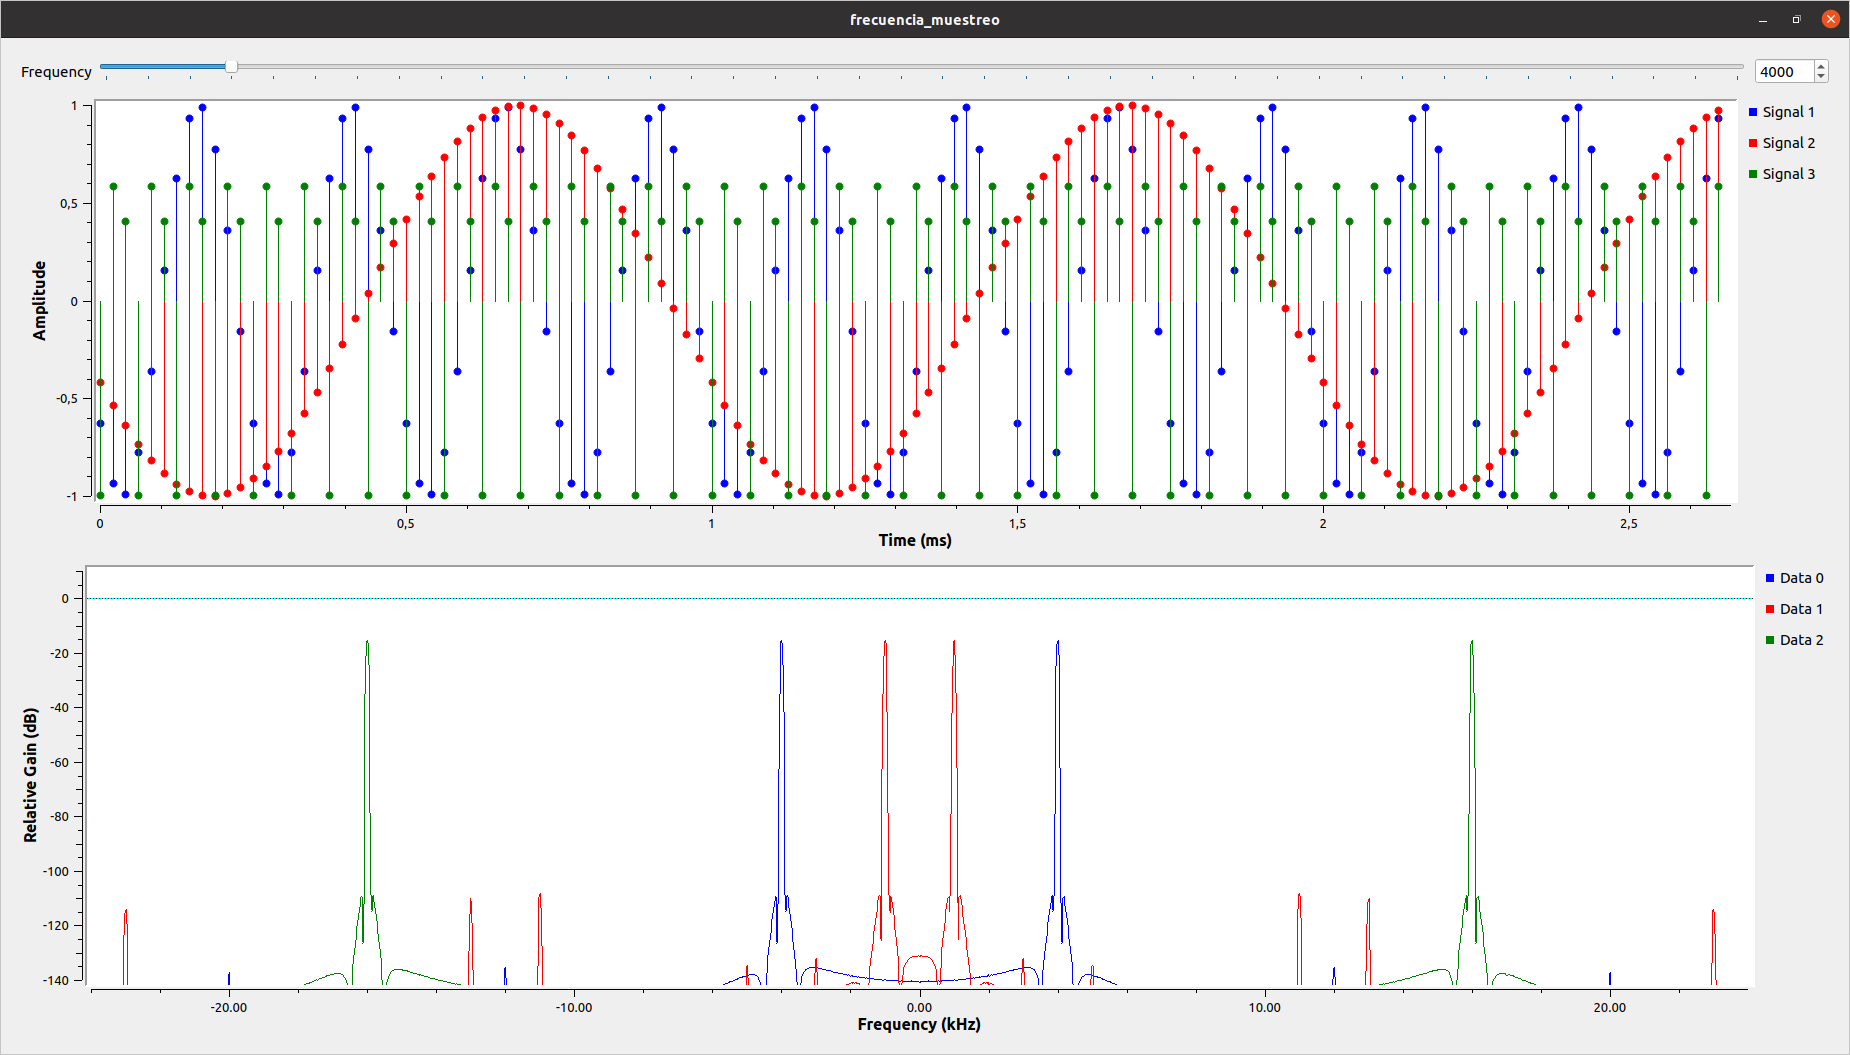 frecuencia_muestreo
Frequency
4000
Signal 1
Signal 2
Signal 3
Amplitude
1
0,5
0
-0,5
-1
0 0,5 1 1,5 2 2,5
Time (ms)
Data 0
Data 1
Data 2
Relative Gain (dB)
0
-20
-40
-60
-80
-100
-120
-140
-20.00 -10.00 0.00 10.00 20.00
Frequency (kHz)